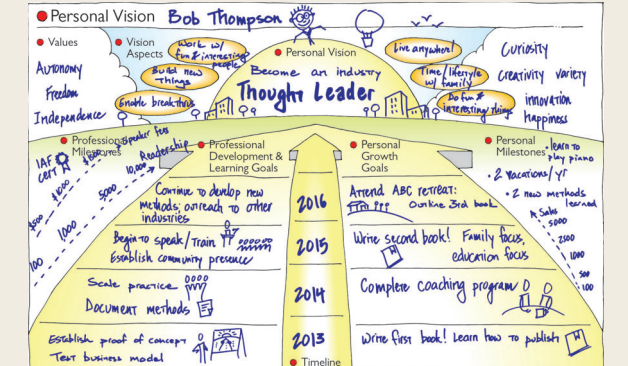 Personal Vision Bob Thompson
Values
Autonomy
Freedom
Independence
Vision
Aspects
Work w/
fun & interesting
people
Build new
Things
Enable breakthrus
Personal Vision
Become an industry
Thought Leader
Live anywhere!
Time/lifestyle
w/ family
Do fun &
interesting things
Curiosity
Creativity Variety
innovation
Happiness
Professional
Milestones
IAF
CERT
Speaker Fees
$500
Readership
10,000
5000
1000
100
Professional
Development &
Learning Goals
Personal
Growth
Goals
Personal
Milestones
• learn to
play piano
• 2 vacations/yr
• 2 new methods
learned
Sales
5000
2500
1000
500
100
Continue to develop new
methods; outreach to other
industries
2016
Attend ABC retreat:
Outline 3rd book
Begin to speak/Train
Establish community presence
2015
Write second book! Family focus,
education focus
Scale practice
Document methods
2014
Complete coaching program
Establish proof of concept
Test business model
2013
Write first book! Learn how to publish
Timeline